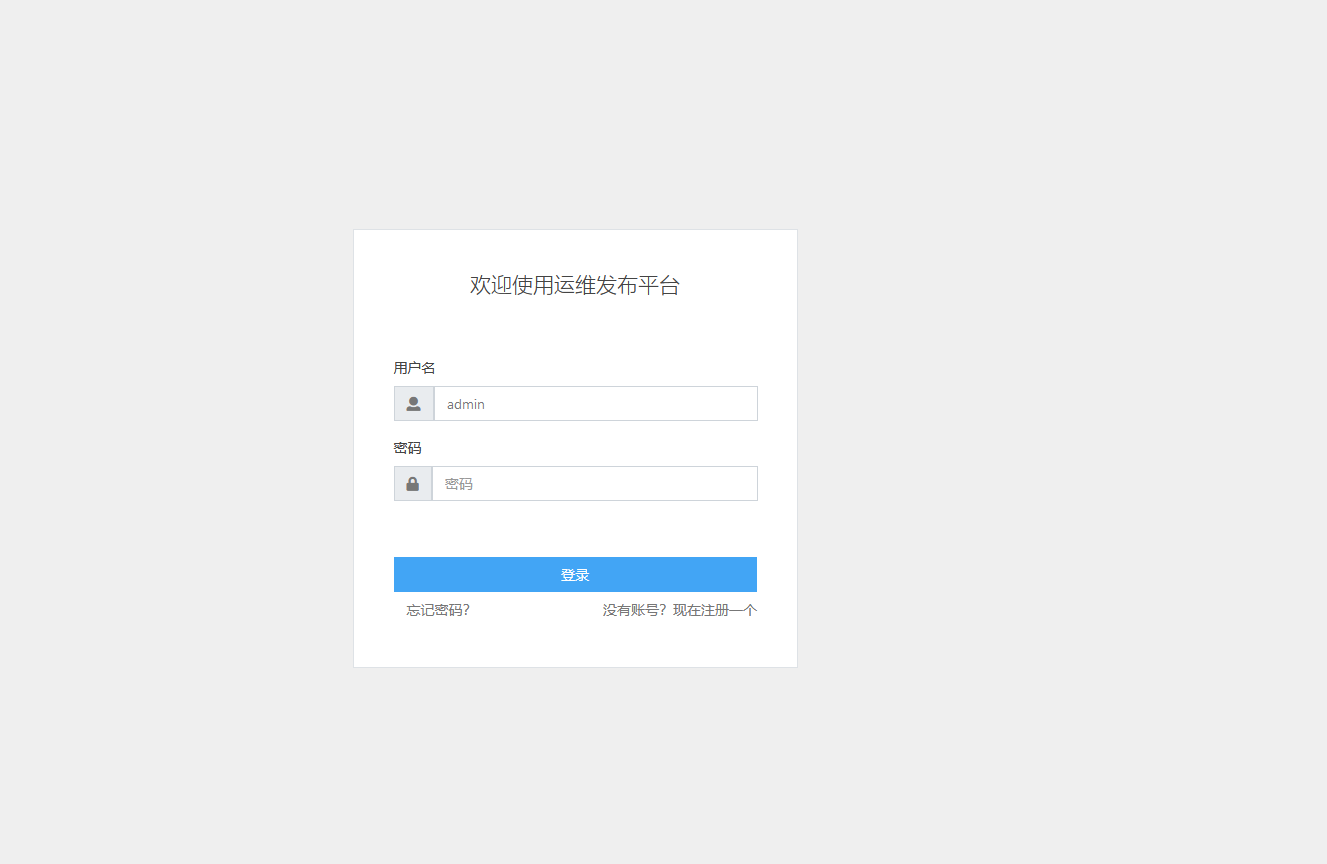 欢迎使用运维发布平台
用户名
admin
密码
密码
登录
忘记密码?
没有账号? 现在注册一个